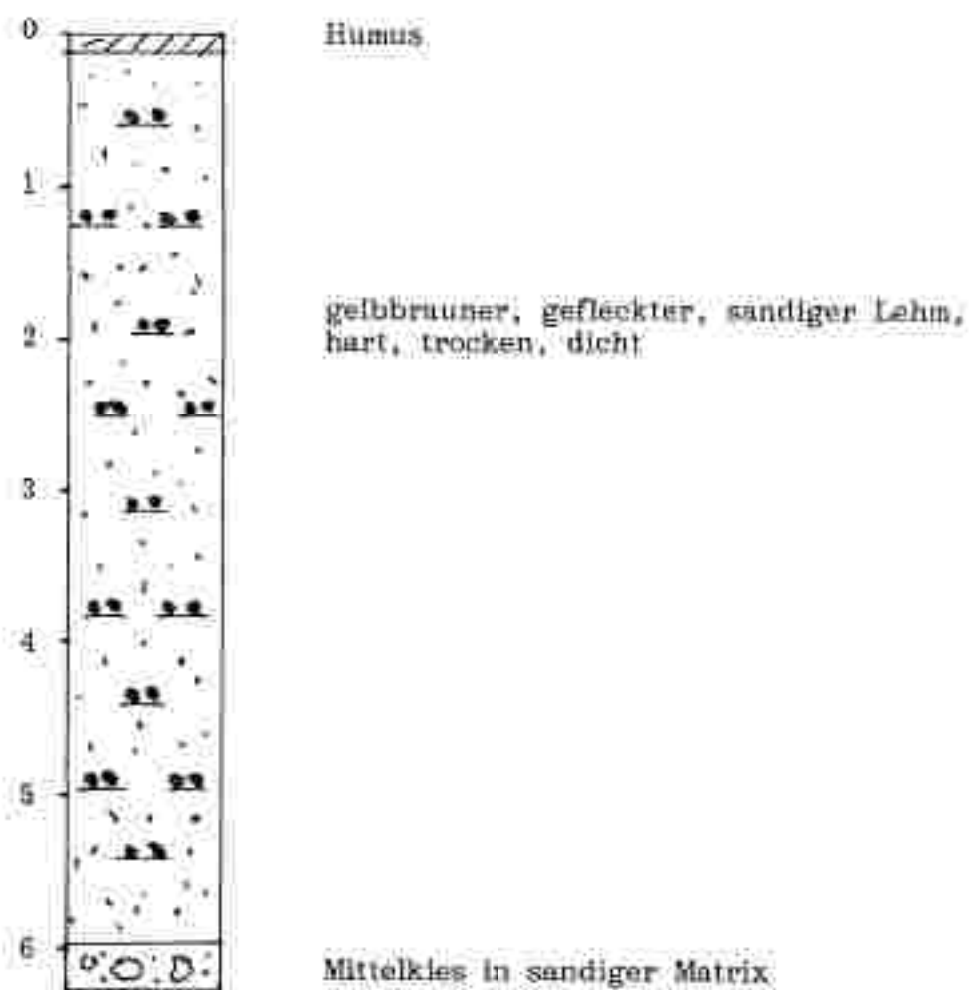 0
Humus
1
gelbbrauner, gefleckter, sandiger Lehm,
2
hart, trocken, dicht
3
4
5
6
Mittelkies in sandiger Matrix